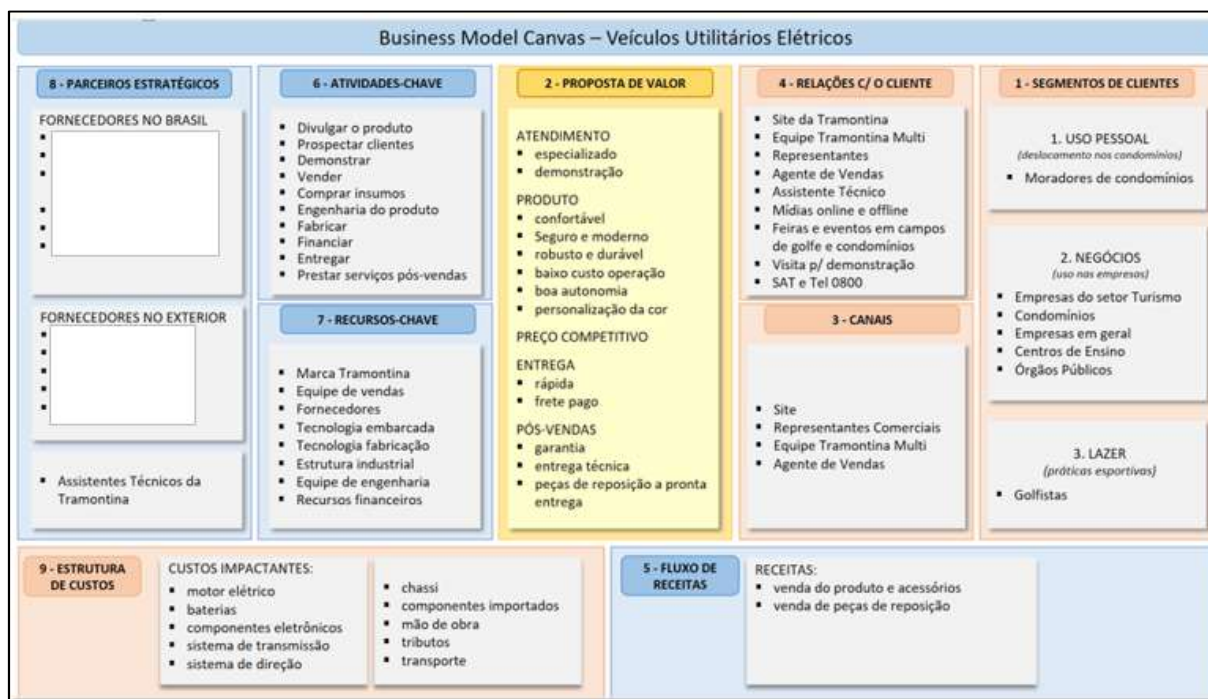 Business Model Canvas – Veículos Utilitários Elétricos
8 - PARCEIROS ESTRATÉGICOS
FORNECEDORES NO BRASIL
FORNECEDORES NO EXTERIOR
▪ Assistentes Técnicos da
Tramontina
6 - ATIVIDADES-CHAVE
▪ Divulgar o produto
▪ Prospectar clientes
▪ Demonstrar
▪ Vender
▪ Comprar insumos
▪ Engenharia do produto
▪ Fabricar
▪ Financiar
▪ Entregar
▪ Prestar serviços pós-vendas
7 - RECURSOS-CHAVE
▪ Marca Tramontina
▪ Equipe de vendas
▪ Fornecedores
▪ Tecnologia embarcada
▪ Tecnologia fabricação
▪ Estrutura industrial
▪ Equipe de engenharia
▪ Recursos financeiros
2 - PROPOSTA DE VALOR
ATENDIMENTO
▪ especializado
▪ demonstração
PRODUTO
▪ confortável
▪ Seguro e moderno
▪ robusto e durável
▪ baixo custo operação
▪ boa autonomia
▪ personalização da cor
PREÇO COMPETITIVO
ENTREGA
▪ rápida
▪ frete pago
PÓS-VENDAS
▪ garantia
▪ entrega técnica
▪ peças de reposição a pronta
entrega
4 - RELAÇÕES C/ O CLIENTE
▪ Site da Tramontina
▪ Equipe Tramontina Multi
▪ Representantes
▪ Agente de Vendas
▪ Assistente Técnico
▪ Mídias online e offline
▪ Feiras e eventos em campos
de golfe e condomínios
▪ Visita p/ demonstração
▪ SAT e Tel 0800
3 - CANAIS
▪ Site
▪ Representantes Comerciais
▪ Equipe Tramontina Multi
▪ Agente de Vendas
1 - SEGMENTOS DE CLIENTES
1. USO PESSOAL
(deslocamento nos condomínios)
▪ Moradores de condomínios
2. NEGÓCIOS
(uso nas empresas)
▪ Empresas do setor Turismo
▪ Condomínios
▪ Empresas em geral
▪ Centros de Ensino
▪ Órgãos Públicos
3. LAZER
(práticas esportivas)
▪ Golfistas
9 - ESTRUTURA
DE CUSTOS
CUSTOS IMPACTANTES:
▪ motor elétrico
▪ baterias
▪ componentes eletrônicos
▪ sistema de transmissão
▪ sistema de direção
▪ chassi
▪ componentes importados
▪ mão de obra
▪ tributos
▪ transporte
5 - FLUXO DE
RECEITAS
RECEITAS:
▪ venda do produto e acessórios
▪ venda de peças de reposição